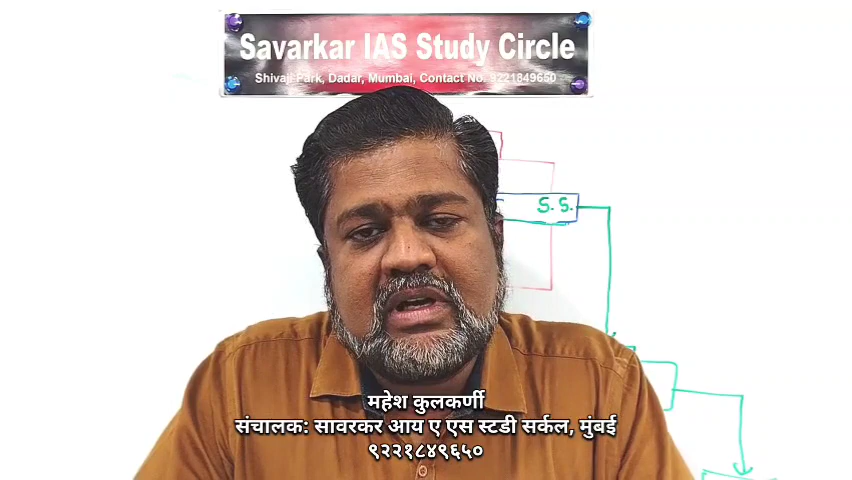 Savarkar IAS Study Circle
Shivaji Park, Dadar, Mumbai, Contact No. 9221849650
S. S.
महेश कुलकर्णी
संचालक: सावरकर आय ए एस स्टडी सर्कल, मुंबई
९२२१८४९६५०